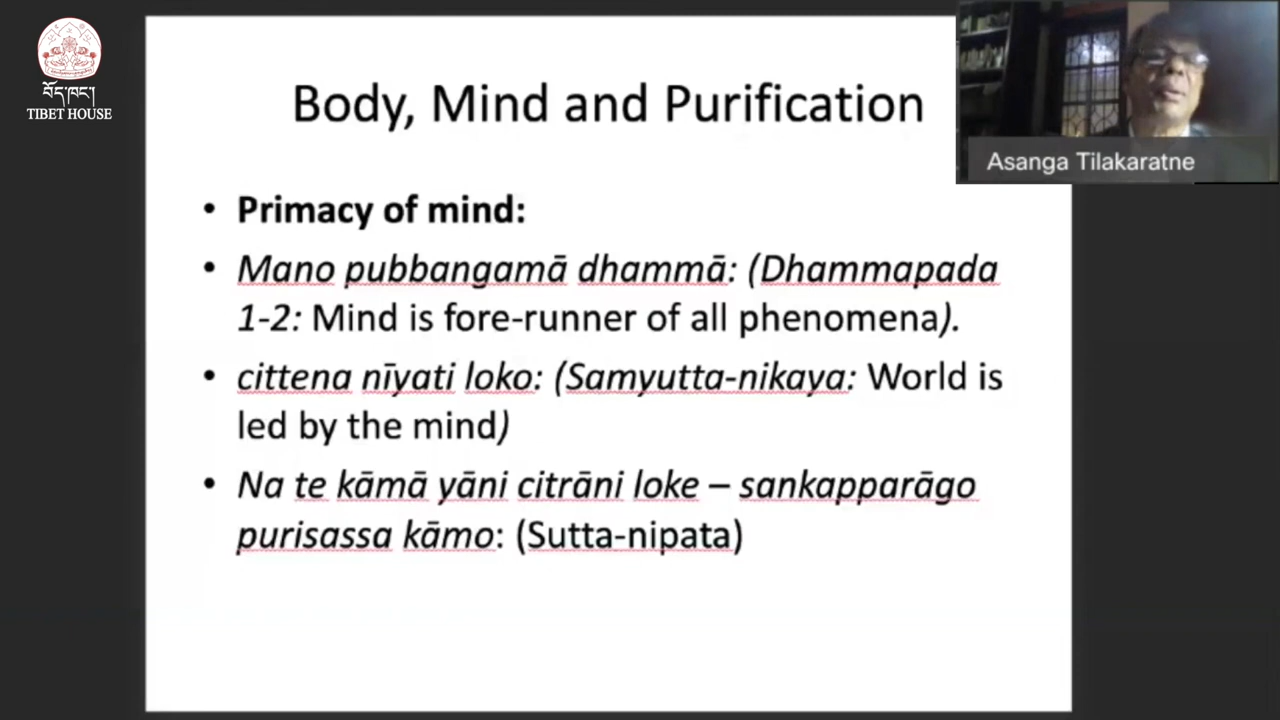 བོད་ཁང།
TIBET HOUSE
Body, Mind and Purification
Asanga Tilakaratne
• Primacy of mind:
• Mano pubbangamā dhammā: (Dhammapada
1-2: Mind is fore-runner of all phenomena).
• cittena nīyati loko: (Samyutta-nikaya: World is
led by the mind)
• Na te kāmā yāni citrāni loke – sankapparāgo
purisassa kāmo: (Sutta-nipata)